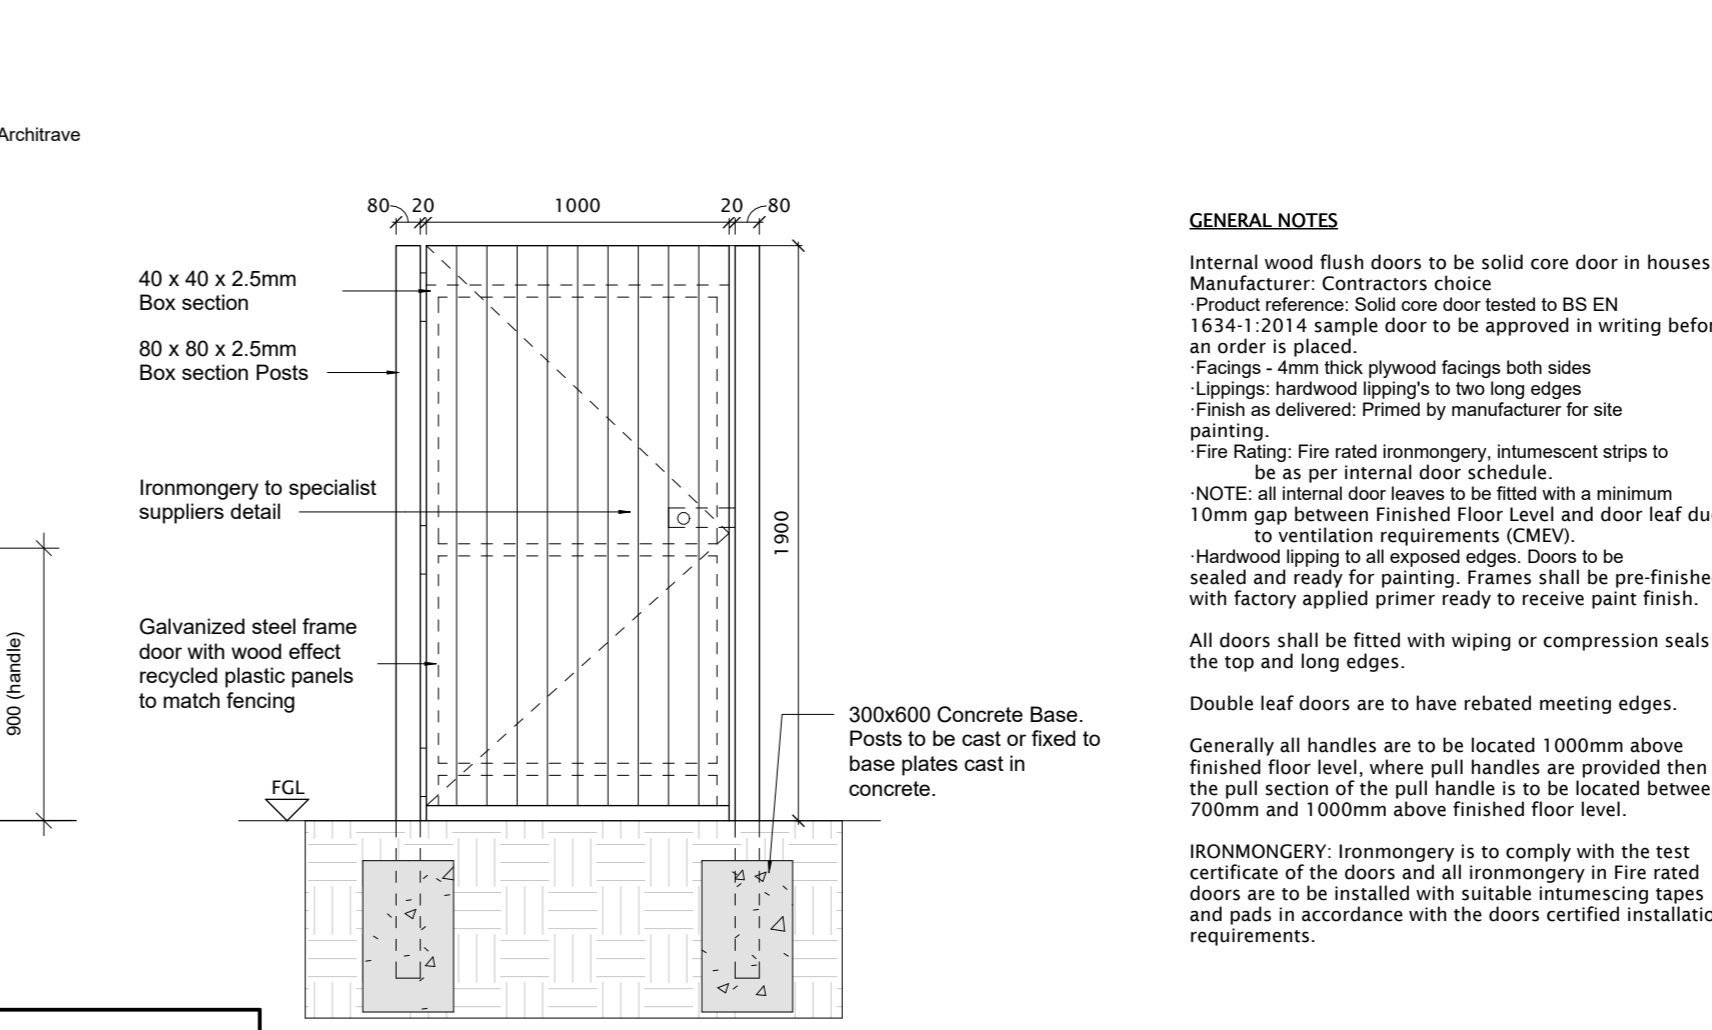 Architrave
80 20 1000 20 80
40 x 40 x 2.5mm
Box section
80 x 80 x 2.5mm
Box section Posts
Ironmongery to specialist
suppliers detail
1900
900 (handle)
Galvanized steel frame
door with wood effect
recycled plastic panels
to match fencing
FGL
300x600 Concrete Base.
Posts to be cast or fixed to
base plates cast in
concrete.
GENERAL NOTES
Internal wood flush doors to be solid core door in houses.
Manufacturer: Contractors choice
·Product reference: Solid core door tested to BS EN
1634-1:2014 sample door to be approved in writing befor
an order is placed.
·Facings - 4mm thick plywood facings both sides
·Lippings: hardwood lipping's to two long edges
·Finish as delivered: Primed by manufacturer for site
painting.
·Fire Rating: Fire rated ironmongery, intumescent strips to
be as per internal door schedule.
·NOTE: all internal door leaves to be fitted with a minimum
10mm gap between Finished Floor Level and door leaf du
to ventilation requirements (CMEV).
·Hardwood lipping to all exposed edges. Doors to be
sealed and ready for painting. Frames shall be pre-finishe
with factory applied primer ready to receive paint finish.
All doors shall be fitted with wiping or compression seals
the top and long edges.
Double leaf doors are to have rebated meeting edges.
Generally all handles are to be located 1000mm above
finished floor level, where pull handles are provided then
the pull section of the pull handle is to be located betwee
700mm and 1000mm above finished floor level.
IRONMONGERY: Ironmongery is to comply with the test
certificate of the doors and all ironmongery in Fire rated
doors are to be installed with suitable intumescing tapes
and pads in accordance with the doors certified installatio
requirements.